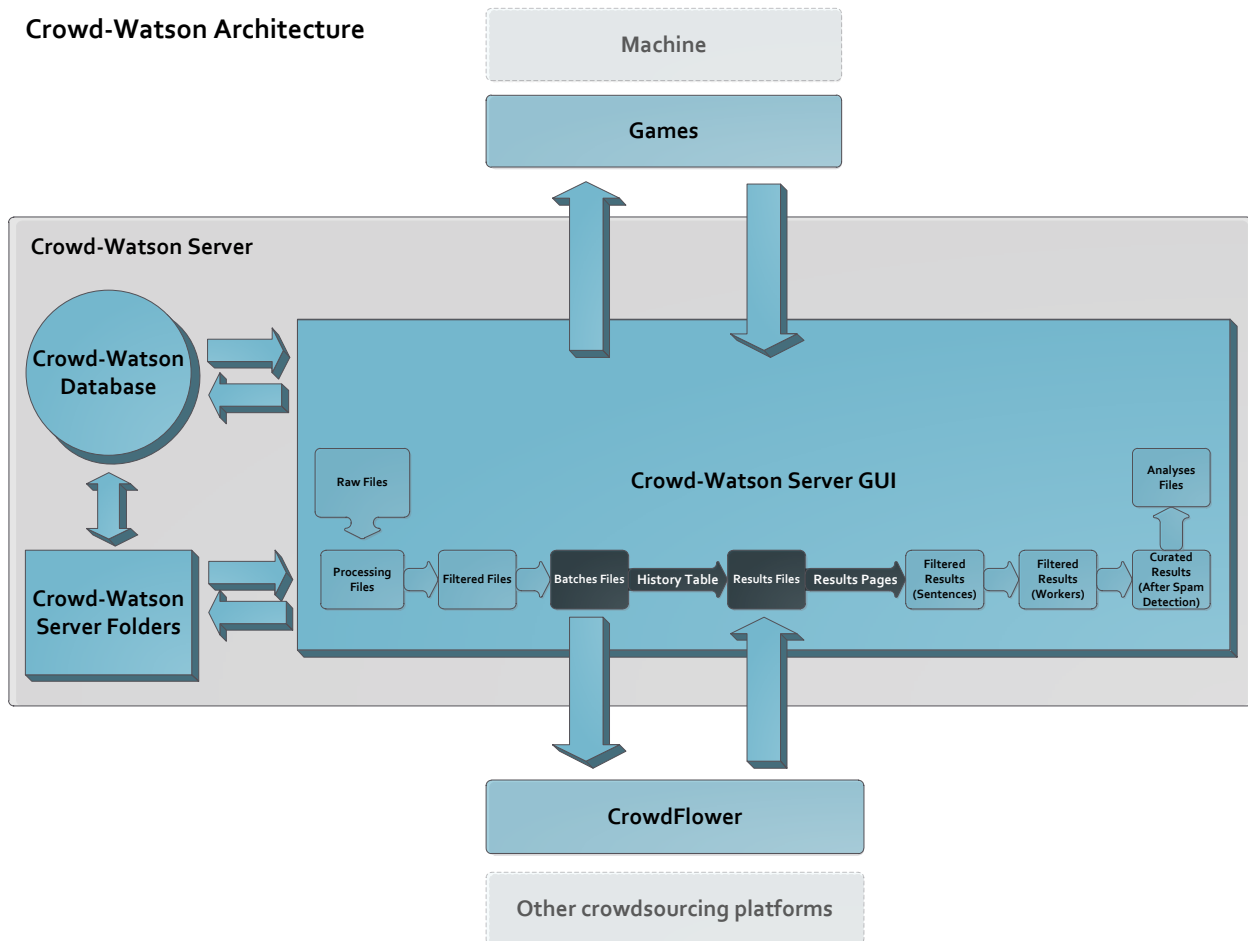 Crowd-Watson Architecture
Machine
Games
Crowd-Watson Server
Crowd-Watson
Database
Crowd-Watson
Server Folders
Crowd-Watson Server GUI
Raw Files
Processing
Files
Filtered Files
Batches Files
History Table
Results Files
Results Pages
Filtered
Results
(Sentences)
Filtered
Results
(Workers)
Curated
Results
(After Spam
Detection)
Analyses
Files
CrowdFlower
Other crowdsourcing platforms